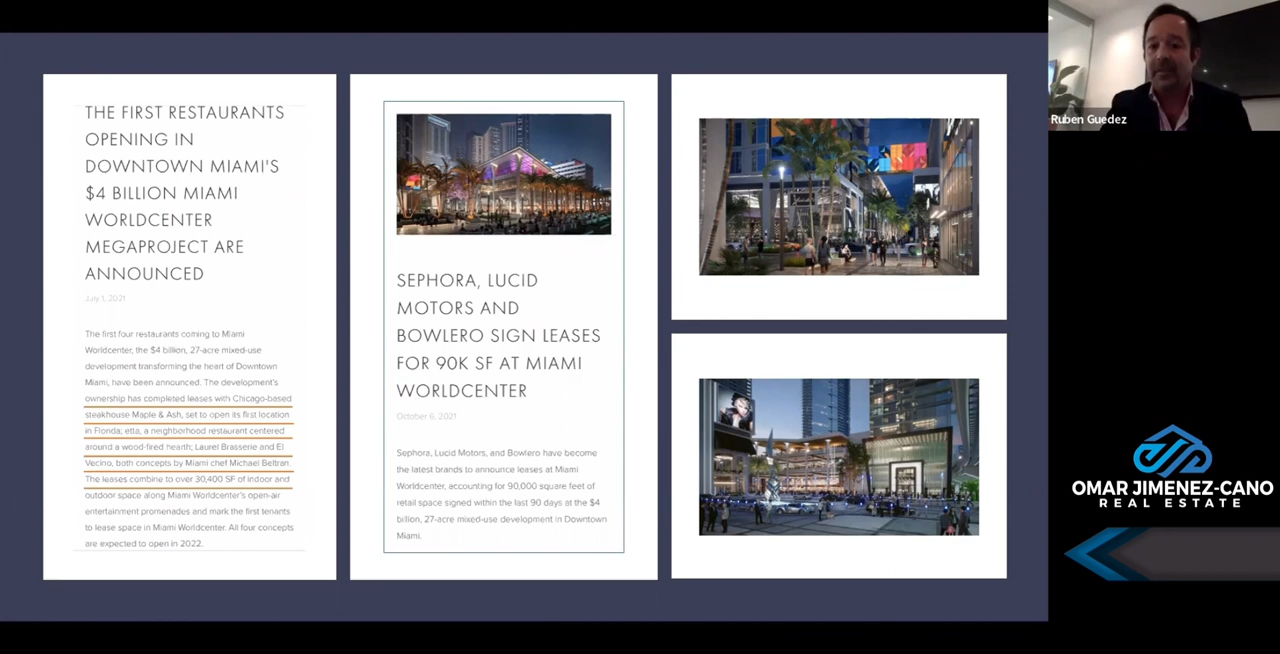 THE FIRST RESTAURANTS
OPENING IN
DOWNTOWN MIAMI'S
$4 BILLION MIAMI
WORLDCENTER
MEGAPROJECT ARE
ANNOUNCED
July 1, 2021
The first four restaurants coming to Miami
Worldcenter, the $4 billion, 27-acre mixed-use
development transforming the heart of Downtown
Miami, have been announced. The development's
ownership has completed leases with Chicago-based
steakhouse Maple & Ash, set to open its first location
in Florida; etta, a neighborhood restaurant centered
around a wood-fired hearth; Laurel Brasserie and El
Vecino, both concepts by Miami chef Michael Beltran.
The leases combine to over 30,400 SF of indoor and
outdoor space along Miami Worldcenter's open-air
entertainment promenades and mark the first tenants
to lease space in Miami Worldcenter. All four concepts
are expected to open in 2022.
SEPHORA, LUCID
MOTORS AND
BOWLERO SIGN LEASES
FOR 90K SF AT MIAMI
WORLDCENTER
October 6, 2021
Sephora, Lucid Motors, and Bowlero have become
the latest brands to announce leases at Miami
Worldcenter, accounting for 90,000 square feet of
retail space signed within the last 90 days at the $4
billion, 27-acre mixed-use development in Downtown
Miami.
Ruben Guedez
OMAR JIMENEZ-CANO
REAL ESTATE